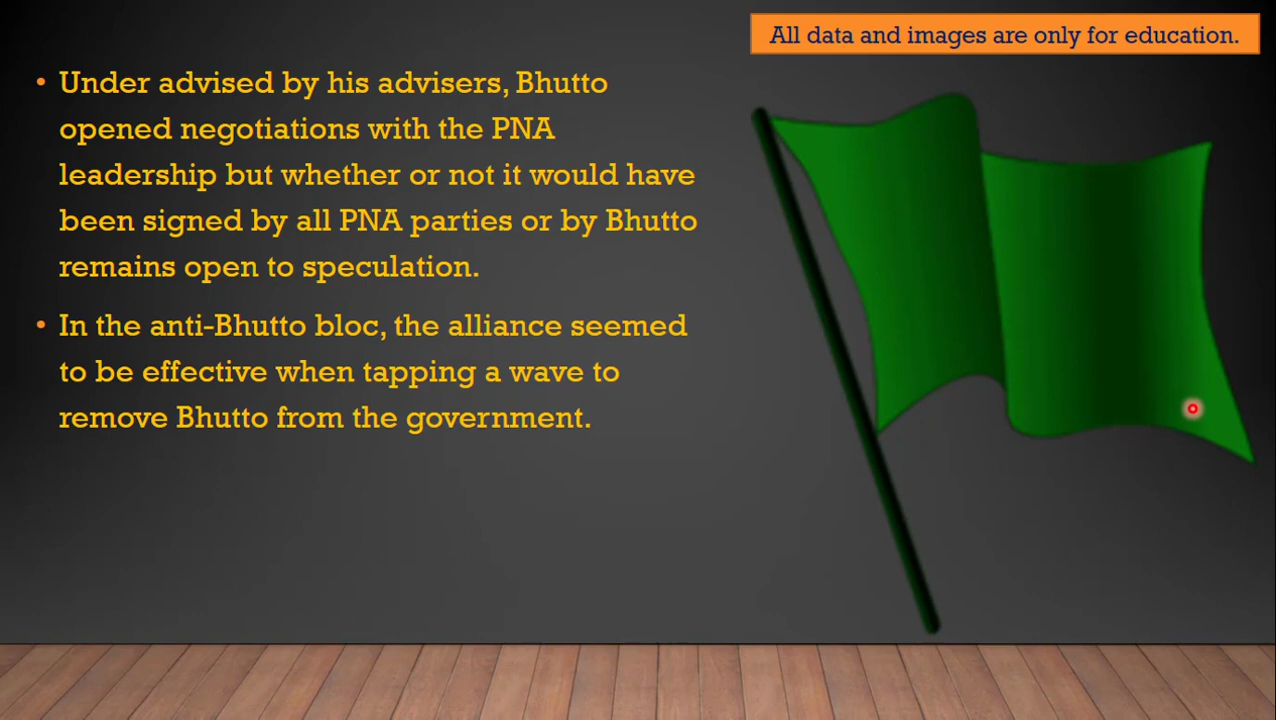 All data and images are only for education.
• Under advised by his advisers, Bhutto
opened negotiations with the PNA
leadership but whether or not it would have
been signed by all PNA parties or by Bhutto
remains open to speculation.
• In the anti-Bhutto bloc, the alliance seemed
to be effective when tapping a wave to
remove Bhutto from the government.